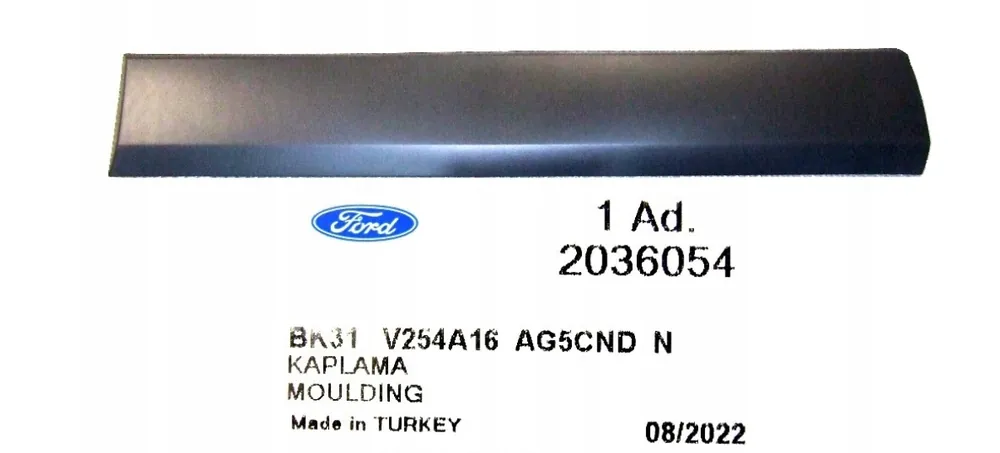 Ford
1 Ad.
2036054
BK31 V254A16 AG5CND N
KAPLAMA
MOULDING
Made in TURKEY
08/2022